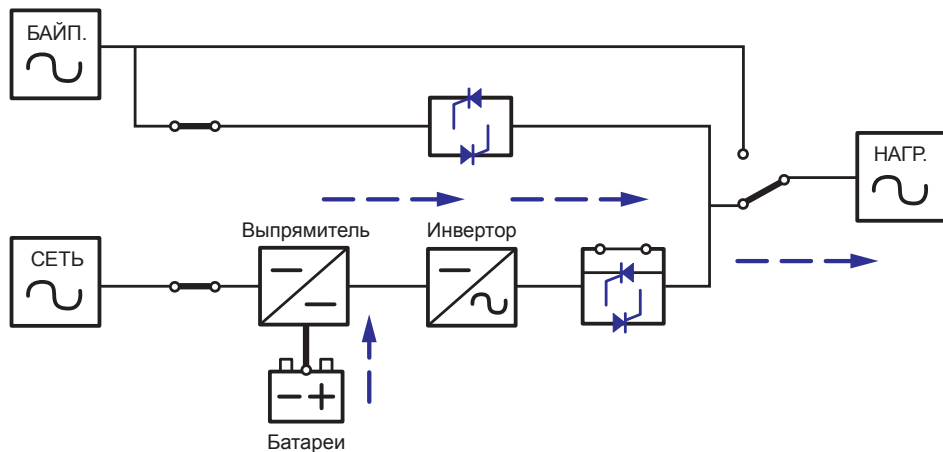 БАЙП.
НАГР.
Выпрямитель
Инвертор
СЕТЬ
Батареи